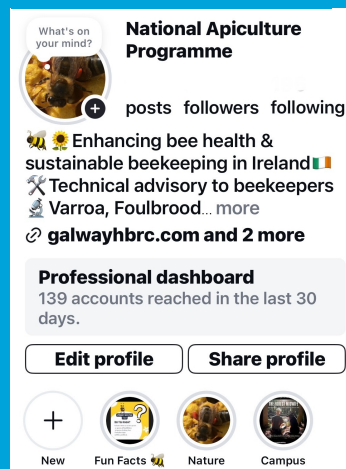 What's on
your mind?
National Apiculture
Programme
posts followers following
🐝🌻Enhancing bee health &
sustainable beekeeping in Ireland🇮🇪
🛠️Technical advisory to beekeepers
🔬Varroa, Foulbrood... more
galwayhbrc.com and 2 more
Professional dashboard
139 accounts reached in the last 30
days.
Edit profile Share profile
New Fun Facts 🐝 Nature Campus